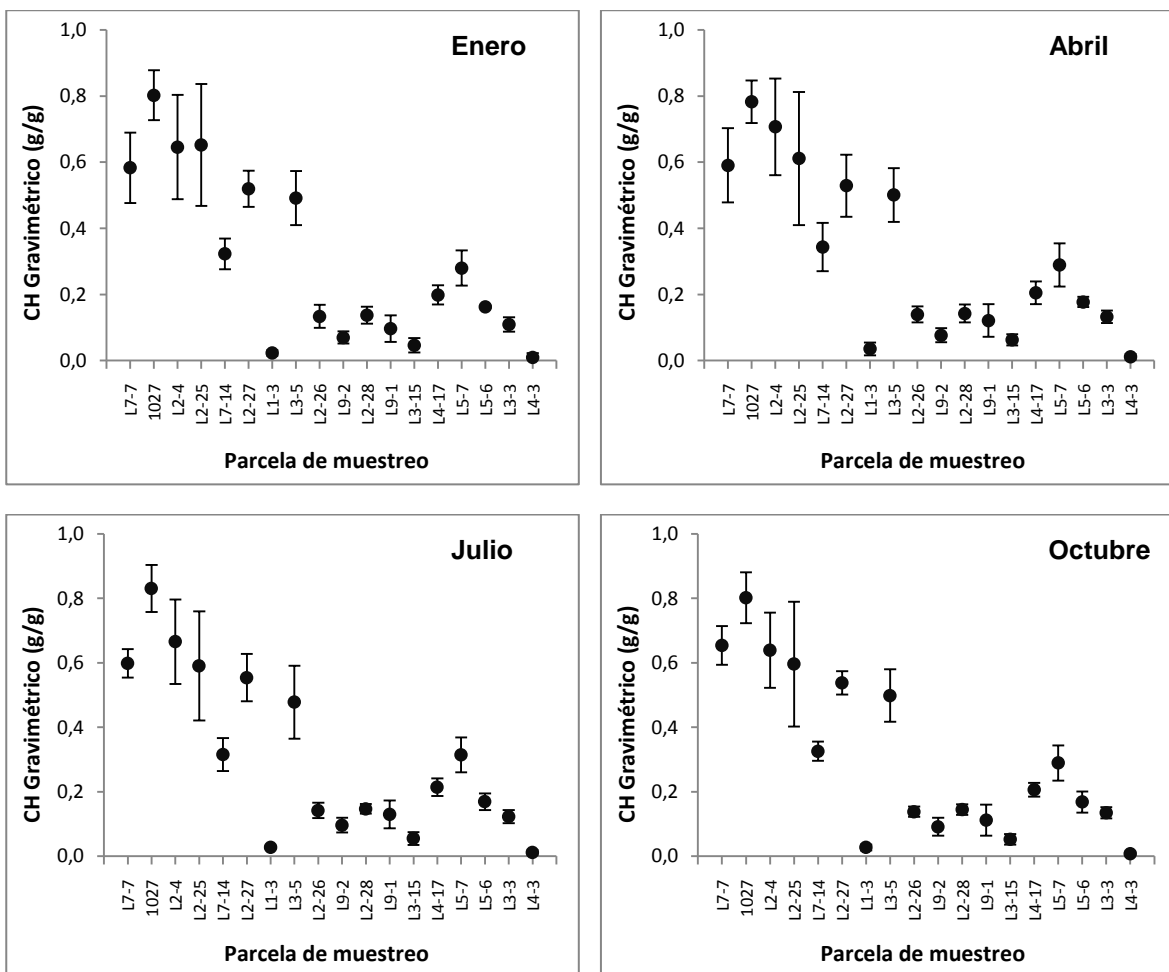 Enero
CH Gravimétrico (g/g)
1,0
0,8
0,6
0,4
0,2
0,0
L7-7
1027
L2-4
L2-25
L7-14
L2-27
L1-3
L3-5
L2-26
L9-2
L2-28
L9-1
L3-15
L4-17
L5-7
L5-6
L3-3
L4-3
Parcela de muestreo
Abril
CH Gravimétrico (g/g)
1,0
0,8
0,6
0,4
0,2
0,0
L7-7
1027
L2-4
L2-25
L7-14
L2-27
L1-3
L3-5
L2-26
L9-2
L2-28
L9-1
L3-15
L4-17
L5-7
L5-6
L3-3
L4-3
Parcela de muestreo
Julio
CH Gravimétrico (g/g)
1,0
0,8
0,6
0,4
0,2
0,0
L7-7
1027
L2-4
L2-25
L7-14
L2-27
L1-3
L3-5
L2-26
L9-2
L2-28
L9-1
L3-15
L4-17
L5-7
L5-6
L3-3
L4-3
Parcela de muestreo
Octubre
CH Gravimétrico (g/g)
1,0
0,8
0,6
0,4
0,2
0,0
L7-7
1027
L2-4
L2-25
L7-14
L2-27
L1-3
L3-5
L2-26
L9-2
L2-28
L9-1
L3-15
L4-17
L5-7
L5-6
L3-3
L4-3
Parcela de muestreo